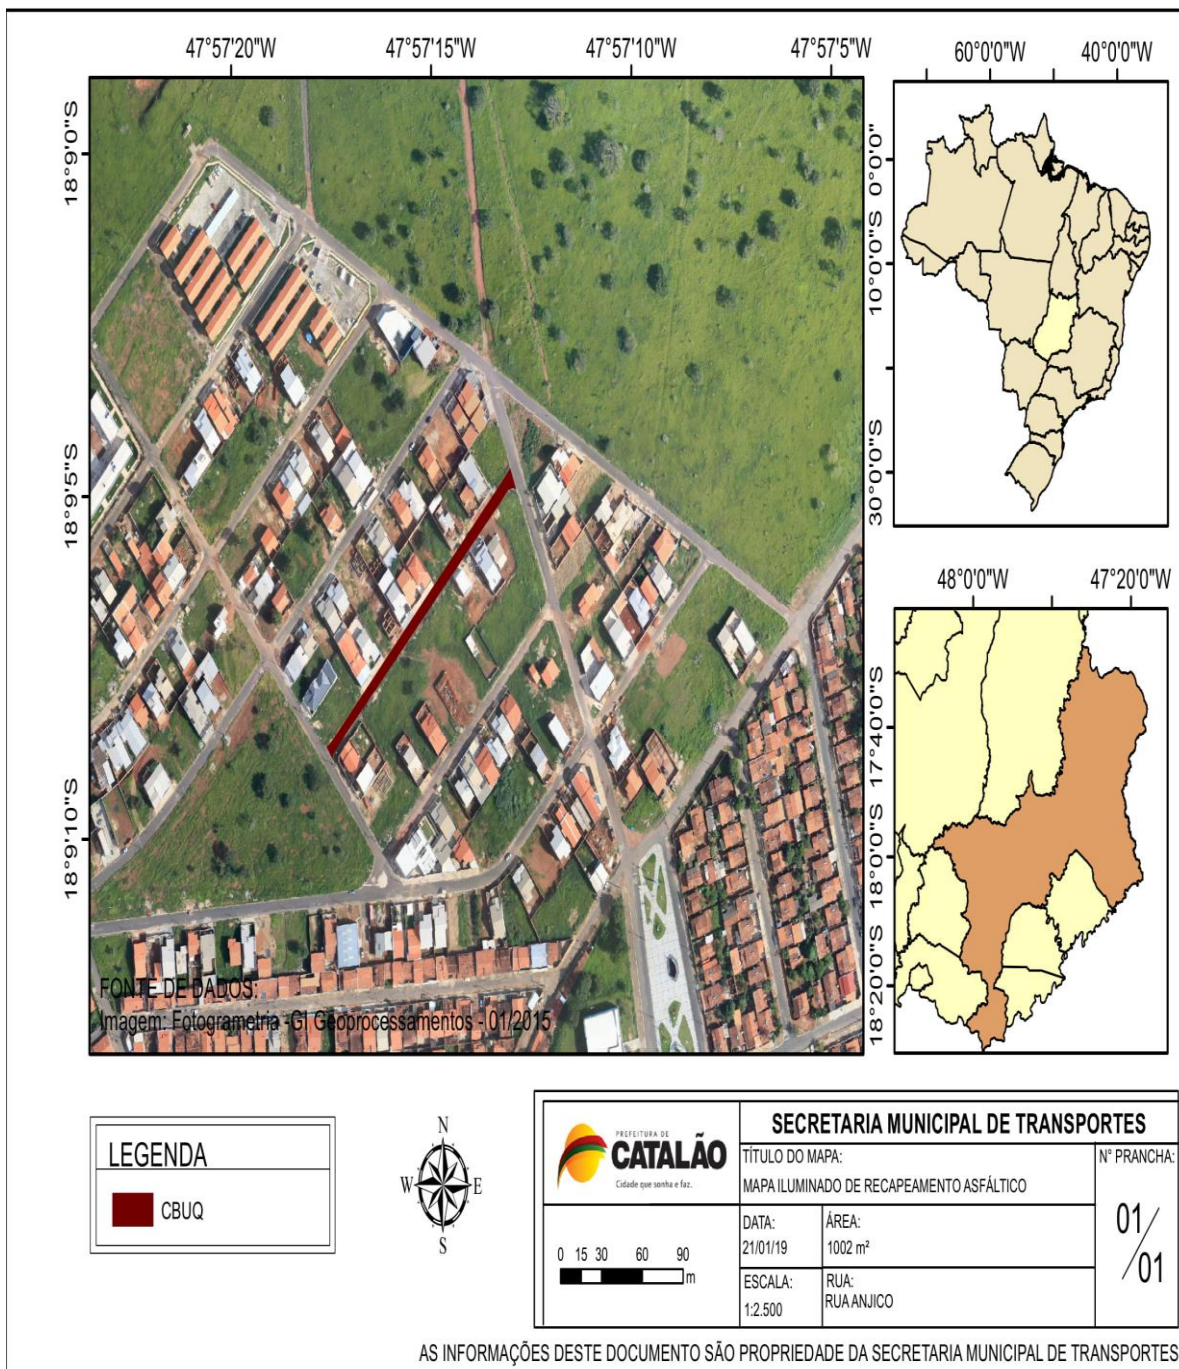 47°57'20"W 47°57'15"W 47°57'10"W 47°57'5"W
18°9'0"S
18°9'5"S
18°9'10"S
FONTE DE DADOS:
Imagem: Fotogrametria -GI Geoprocessamentos - 01/2015
60°0'0"W 40°0'0"W
0°0'0"
10°0'0"S
30°0'0"S
48°0'0"W 47°20'0"W
17°40'0"S
18°0'0"S
18°20'0"S
LEGENDA
CBUQ
N
W E
S
PREFEITURA DE
CATALÃO
Cidade que sonha e faz.
0 15 30 60 90
m
SECRETARIA MUNICIPAL DE TRANSPORTES
TÍTULO DO MAPA:
MAPA ILUMINADO DE RECAPEAMENTO ASFÁLTICO
N° PRANCHA:
01/01
DATA:
21/01/19
ÁREA:
1002 m²
ESCALA:
1:2.500
RUA:
RUA ANJICO
AS INFORMAÇÕES DESTE DOCUMENTO SÃO PROPRIEDADE DA SECRETARIA MUNICIPAL DE TRANSPORTES